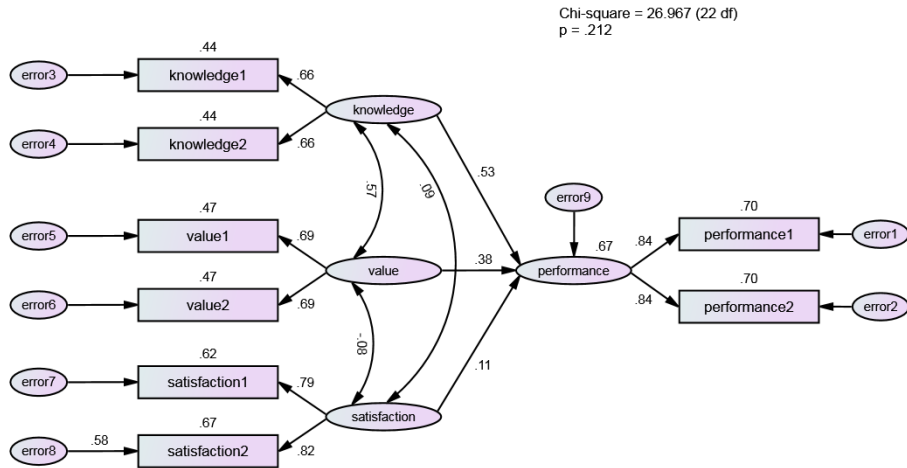 Chi-square = 26.967 (22 df)
p = .212
.44
error3
knowledge1
.66
knowledge
.44
error4
knowledge2
.66
.57
.09
.53
error9
.47
error5
value1
.69
value
.38
.67
performance
.84
.70
performance1
error1
.47
error6
value2
.69
.84
.70
performance2
error2
-.08
.11
.62
error7
satisfaction1
.79
satisfaction
.67
error8
.58
satisfaction2
.82